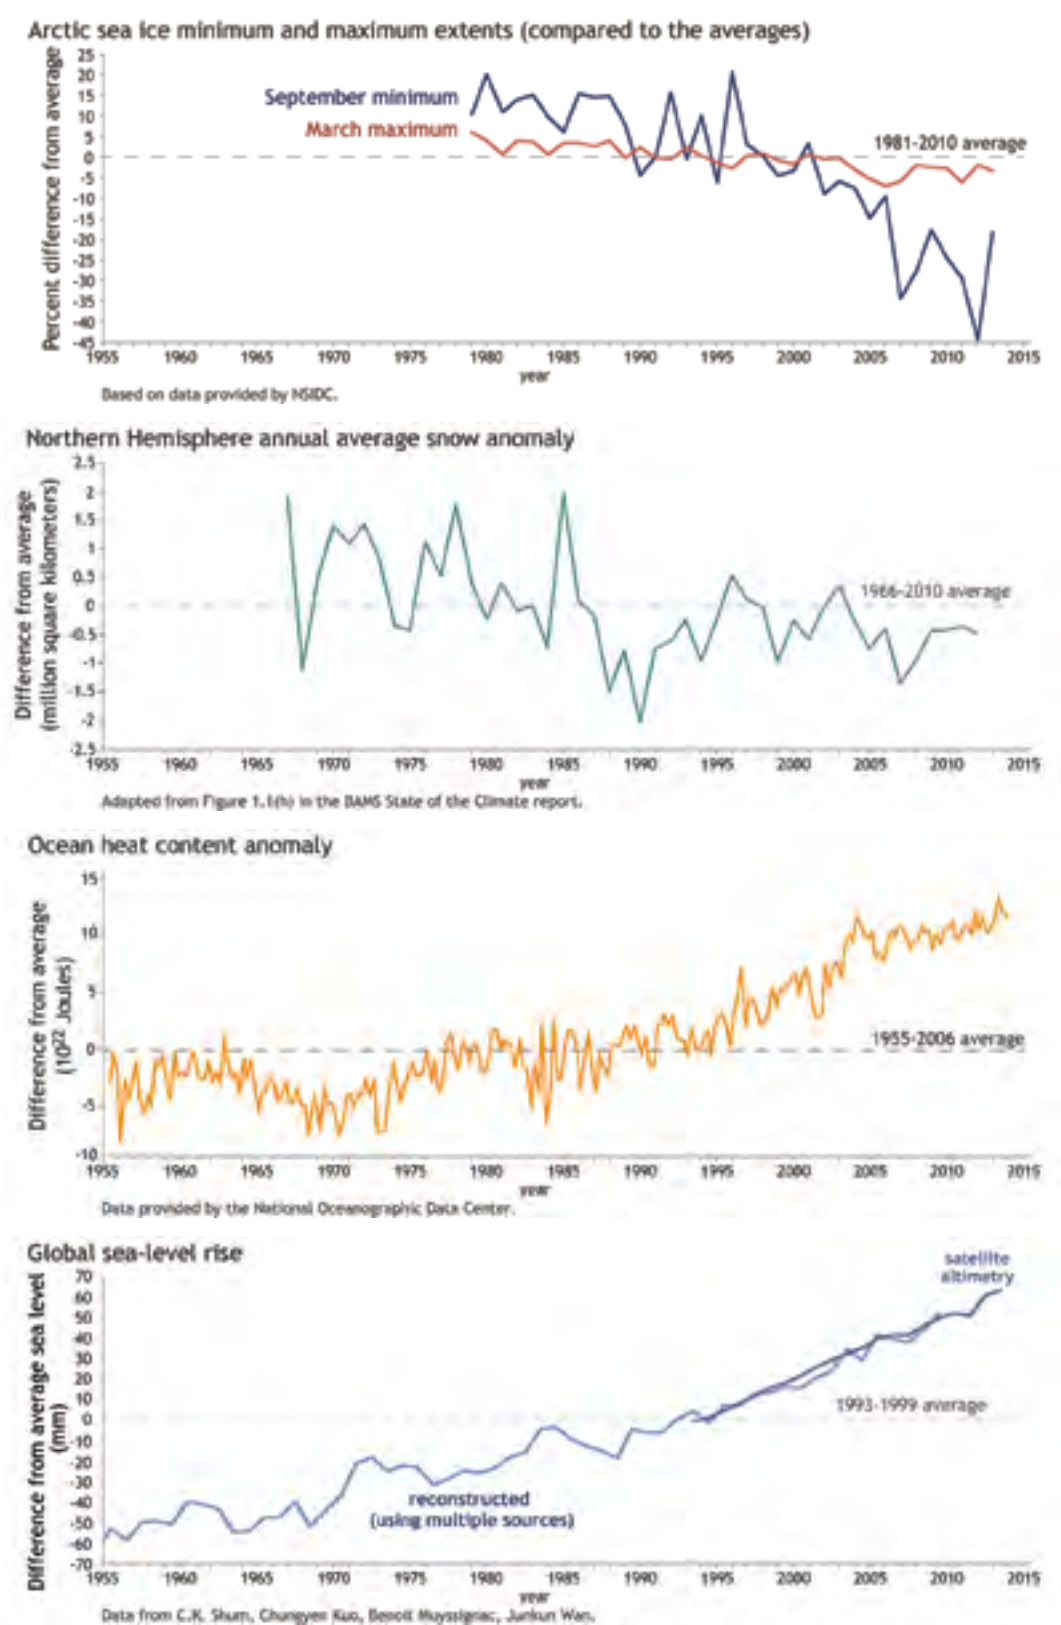 Arctic sea ice minimum and maximum extents (compared to the averages)
Percent difference from average
25
20
15
10
5
0
-5
-10
-15
-20
-25
-30
-35
-40
-45
September minimum
March maximum
1981-2010 average
1955 1960 1965 1970 1975 1980 1985 1990 1995 2000 2005 2010 2015
year
Based on data provided by NSIDC.
Northern Hemisphere annual average snow anomaly
Difference from average
(million square kilometers)
2.5
2
1.5
1
0.5
0
-0.5
-1
-1.5
-2
-2.5
1966-2010 average
1955 1960 1965 1970 1975 1980 1985 1990 1995 2000 2005 2010 2015
year
Adapted from Figure 1.1(h) in the BAMS State of the Climate report.
Ocean heat content anomaly
Difference from average
(10²² Joules)
15
10
5
0
-5
-10
1955-2006 average
1955 1960 1965 1970 1975 1980 1985 1990 1995 2000 2005 2010 2015
year
Data provided by the National Oceanographic Data Center.
Global sea-level rise
Difference from average sea level
(mm)
70
60
50
40
30
20
10
0
-10
-20
-30
-40
-50
-60
-70
satellite
altimetry
1993-1999 average
reconstructed
(using multiple sources)
1955 1960 1965 1970 1975 1980 1985 1990 1995 2000 2005 2010 2015
year
Data from C.K. Shum, Chungyen Kuo, Benoit Muyssignac, Junkun Wan.